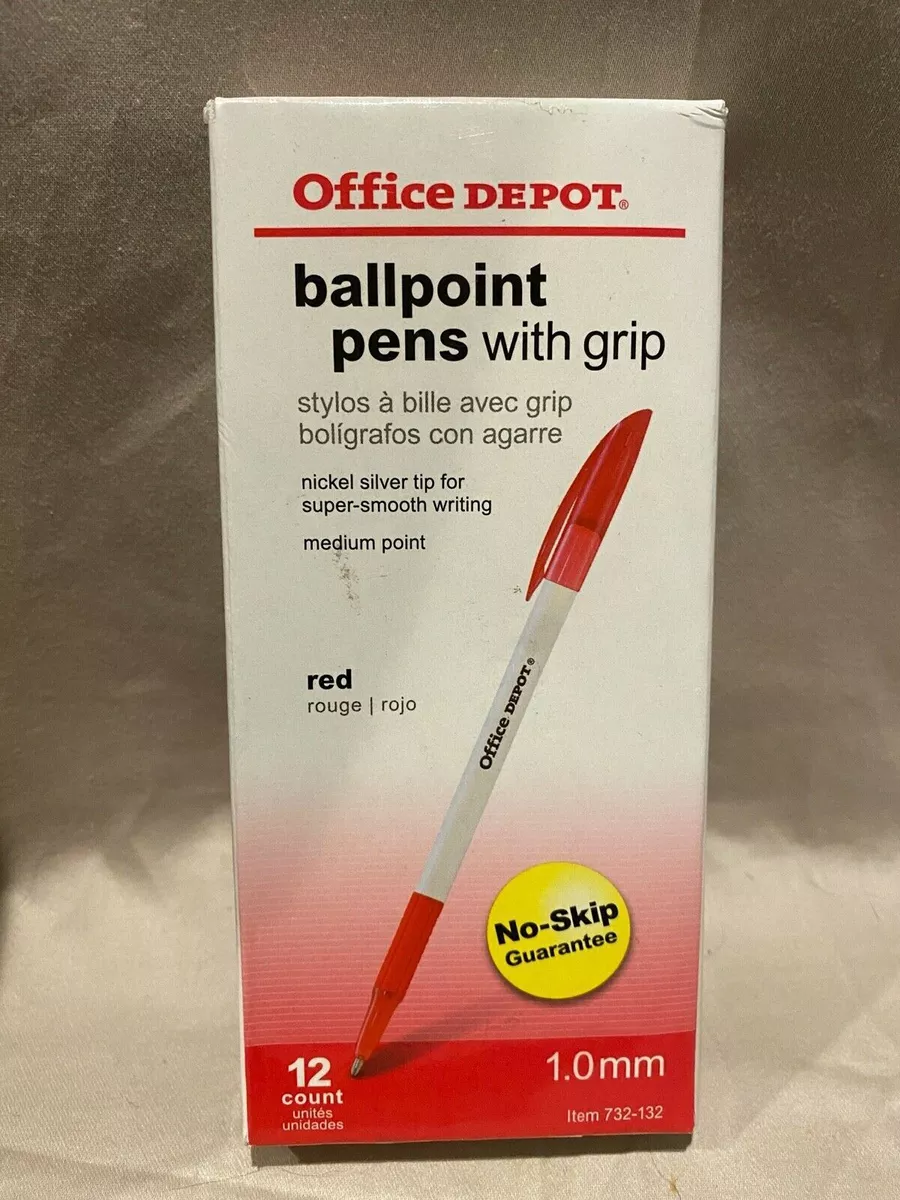 Office DEPOT®
ballpoint
pens with grip
stylos à bille avec grip
bolígrafos con agarre
nickel silver tip for
super-smooth writing
medium point
red
rouge | rojo
Office DEPOT®
No-Skip
Guarantee
12
count
unités
unidades
1.0mm
Item 732-132